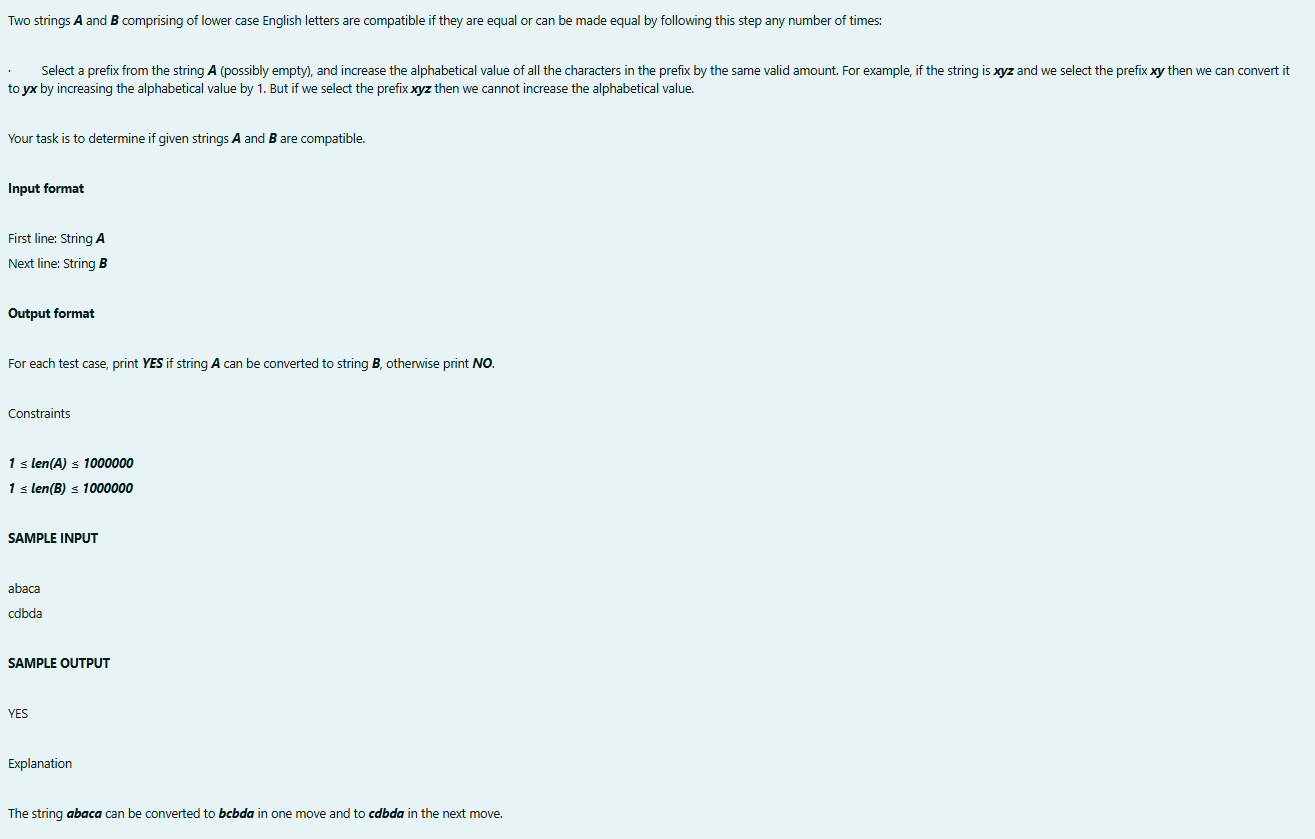 Two strings A and B comprising of lower case English letters are compatible if they are equal or can be made equal by following this step any number of times:
· Select a prefix from the string A (possibly empty), and increase the alphabetical value of all the characters in the prefix by the same valid amount. For example, if the string is xyz and we select the prefix xy then we can convert it
to yx by increasing the alphabetical value by 1. But if we select the prefix xyz then we cannot increase the alphabetical value.
Your task is to determine if given strings A and B are compatible.
Input format
First line: String A
Next line: String B
Output format
For each test case, print YES if string A can be converted to string B, otherwise print NO.
Constraints
1 ≤ len(A) ≤ 1000000
1 ≤ len(B) ≤ 1000000
SAMPLE INPUT
abaca
cdbda
SAMPLE OUTPUT
YES
Explanation
The string abaca can be converted to bcbda in one move and to cdbda in the next move.